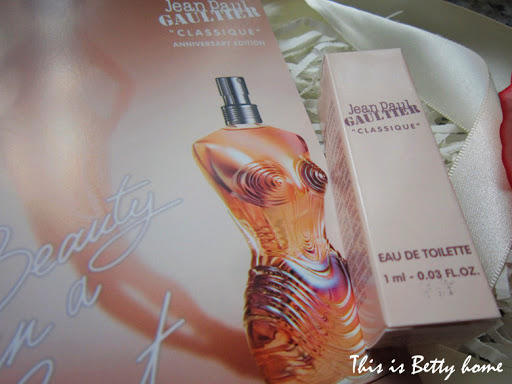 Jean Paul
GAULTIER
"CLASSIQUE"
ANNIVERSARY EDITION
Beauty
a
Jean Paul
GAULTIER
"CLASSIQUE"
EAU DE TOILETTE
1 ml - 0.03 FL.OZ.
This is Betty home